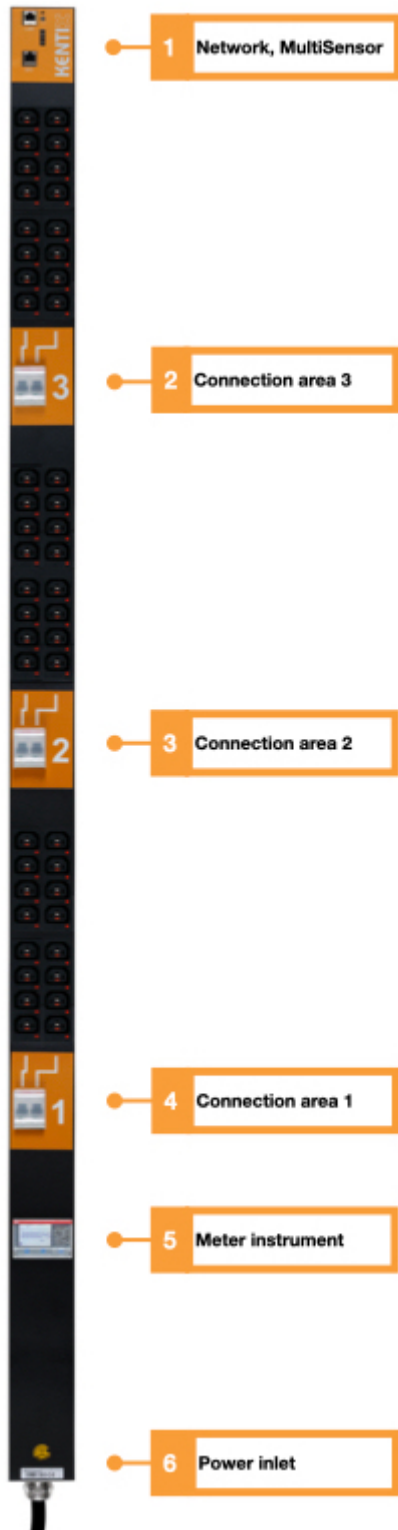 KENTIX
1 Network, MultiSensor
3
2 Connection area 3
2
3 Connection area 2
1
4 Connection area 1
5 Meter instrument
6 Power inlet